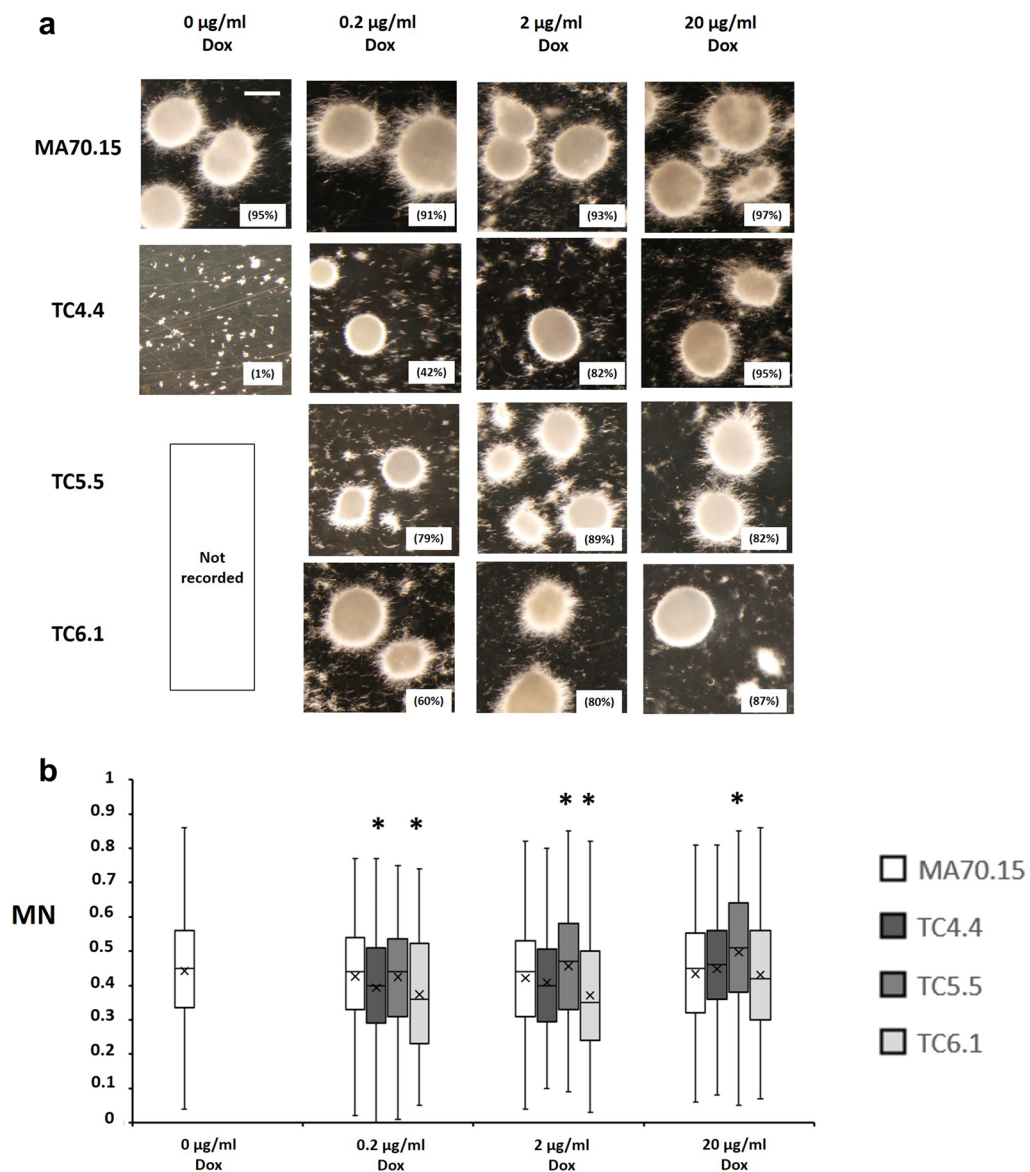 a
0 µg/ml
Dox
0.2 µg/ml
Dox
2 µg/ml
Dox
20 µg/ml
Dox
MA70.15
(95%)
(91%)
(93%)
(97%)
TC4.4
(1%)
(42%)
(82%)
(95%)
TC5.5
(79%)
(89%)
(82%)
Not
recorded
TC6.1
(60%)
(80%)
(87%)
b
MN
1
0.9
0.8
0.7
0.6
0.5
0.4
0.3
0.2
0.1
0
* *
* *
*
0 µg/ml
Dox
0.2 µg/ml
Dox
2 µg/ml
Dox
20 µg/ml
Dox
MA70.15
TC4.4
TC5.5
TC6.1